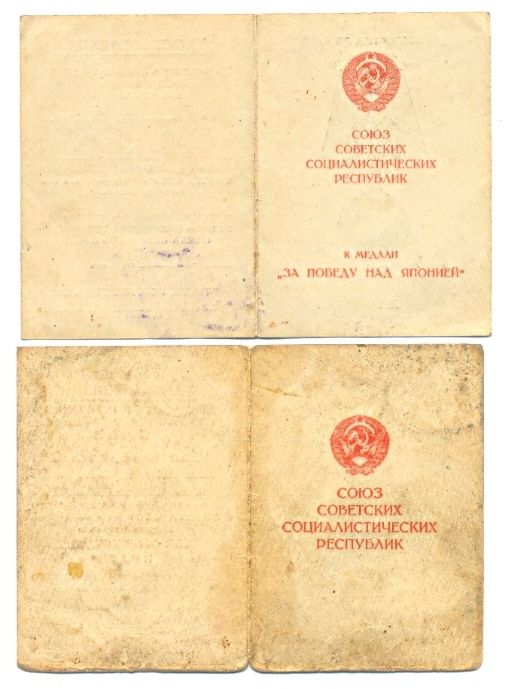 СОЮЗ
СОВЕТСКИХ
СОЦИАЛИСТИЧЕСКИХ
РЕСПУБЛИК
К МЕДАЛИ
„ЗА ПОБЕДУ НАД ЯПОНИЕЙ“
СОЮЗ
СОВЕТСКИХ
СОЦИАЛИСТИЧЕСКИХ
РЕСПУБЛИК